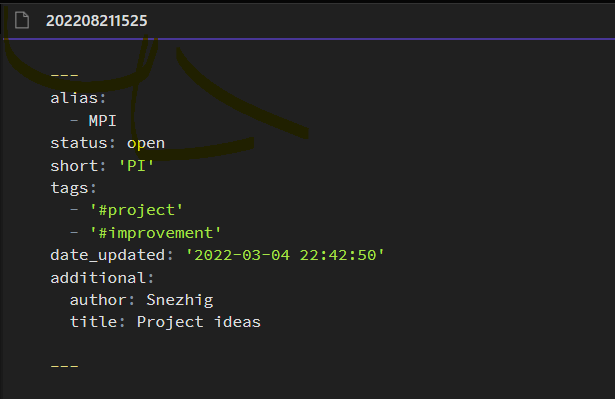 202208211525
---
alias:
  - MPI
status: open
short: 'PI'
tags:
  - '#project'
  - '#improvement'
date_updated: '2022-03-04 22:42:50'
additional:
  author: Snezhig
  title: Project ideas
---